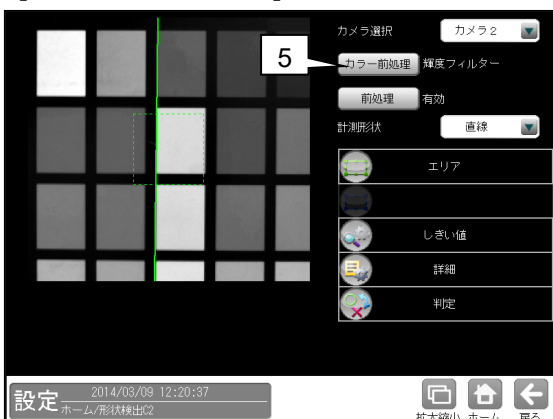 カメラ選択 カメラ2
5
カラー前処理 輝度フィルター
前処理 有効
計測形状 直線
エリア
しきい値
詳細
判定
設定 2014/03/09 12:20:37
ホーム/形状検出C2
拡大縮小 ホーム 戻る